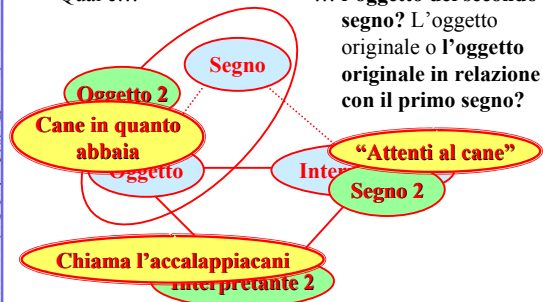 Qual è… … l'oggetto del secondo
segno? L'oggetto
originale o l'oggetto
originale in relazione
con il primo segno?
Segno
Oggetto 2
Cane in quanto
abbaia
Oggetto
"Attenti al cane"
Segno 2
Chiama l'accalappiacani
Interpretante 2